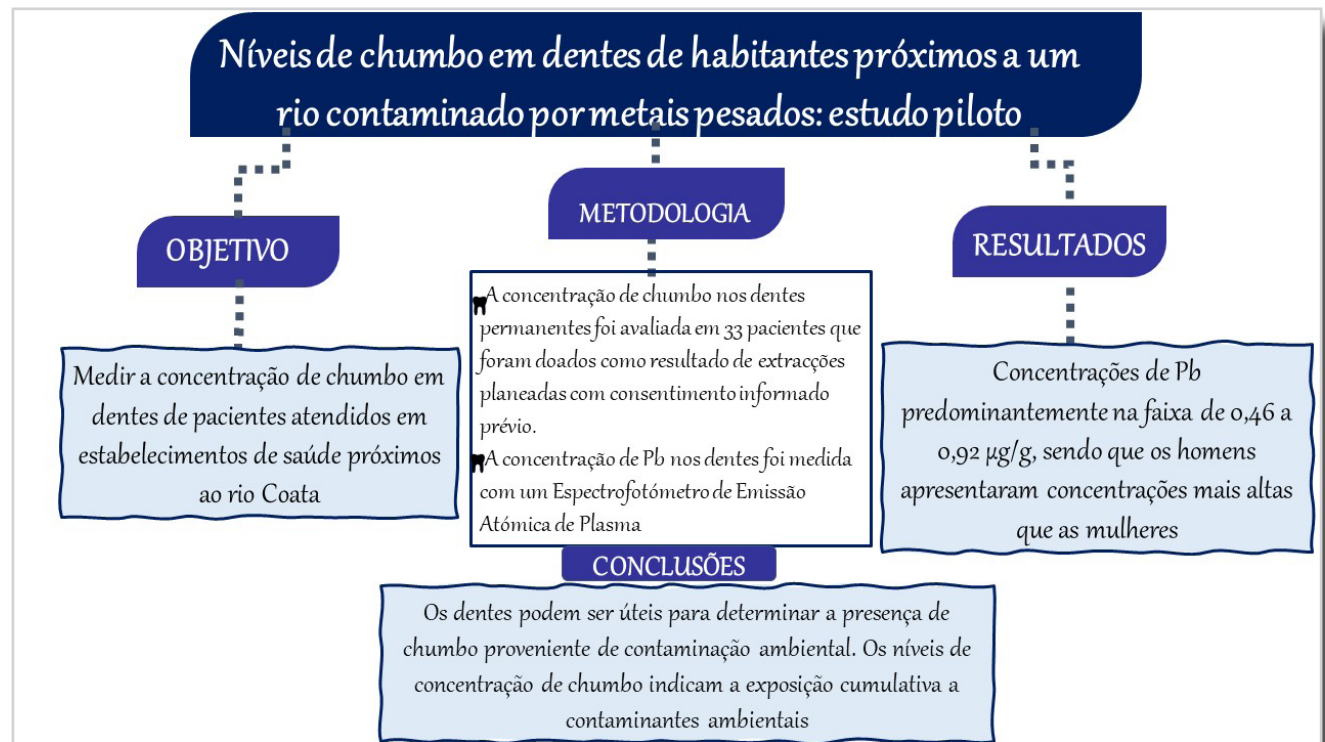 Níveis de chumbo em dentes de habitantes próximos a um
rio contaminado por metais pesados: estudo piloto
OBJETIVO
Medir a concentração de chumbo em
dentes de pacientes atendidos em
estabelecimentos de saúde próximos
ao rio Coata
METODOLOGIA
A concentração de chumbo nos dentes
permanentes foi avaliada em 33 pacientes que
foram doados como resultado de extracções
planeadas com consentimento informado
prévio.
A concentração de Pb nos dentes foi medida
com un Espectrofotómetro de Emissão
Atómica de Plasma
RESULTADOS
Concentrações de Pb
predominantemente na faixa de 0,46 a
0,92 µg/g, sendo que os homens
apresentaram concentrações mais altas
que as mulheres
CONCLUSÕES
Os dentes podem ser úteis para determinar a presença de
chumbo proveniente de contaminação ambiental. Os níveis de
concentração de chumbo indicam a exposição cumulativa a
contaminantes ambientais